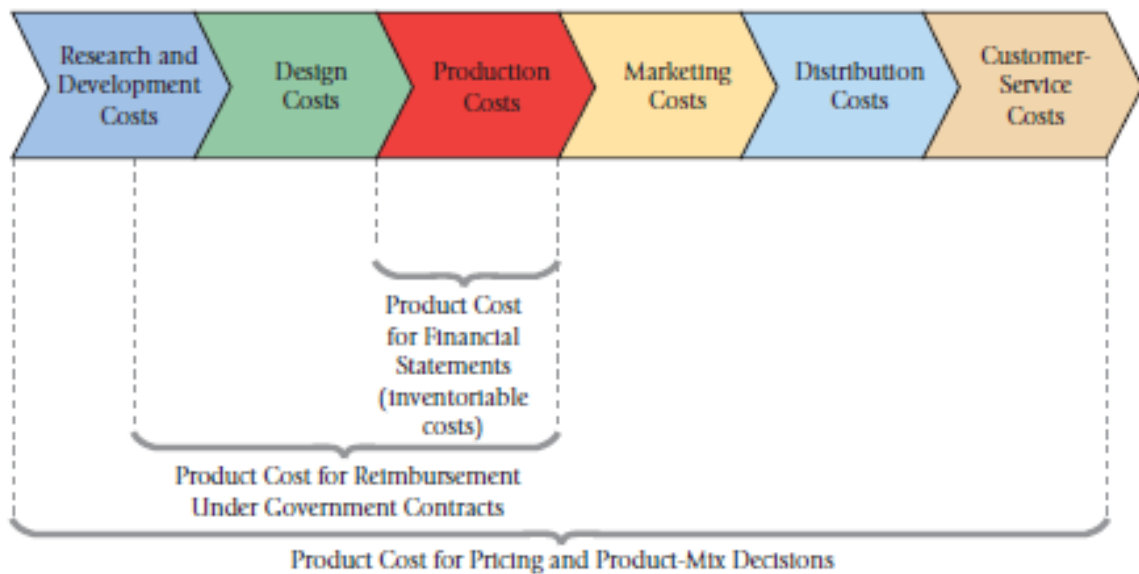 Research and
Development
Costs
Design
Costs
Production
Costs
Marketing
Costs
Distribution
Costs
Customer-
Service
Costs
Product Cost
for Financial
Statements
(inventoriable
costs)
Product Cost for Reimbursement
Under Government Contracts
Product Cost for Pricing and Product-Mix Decisions